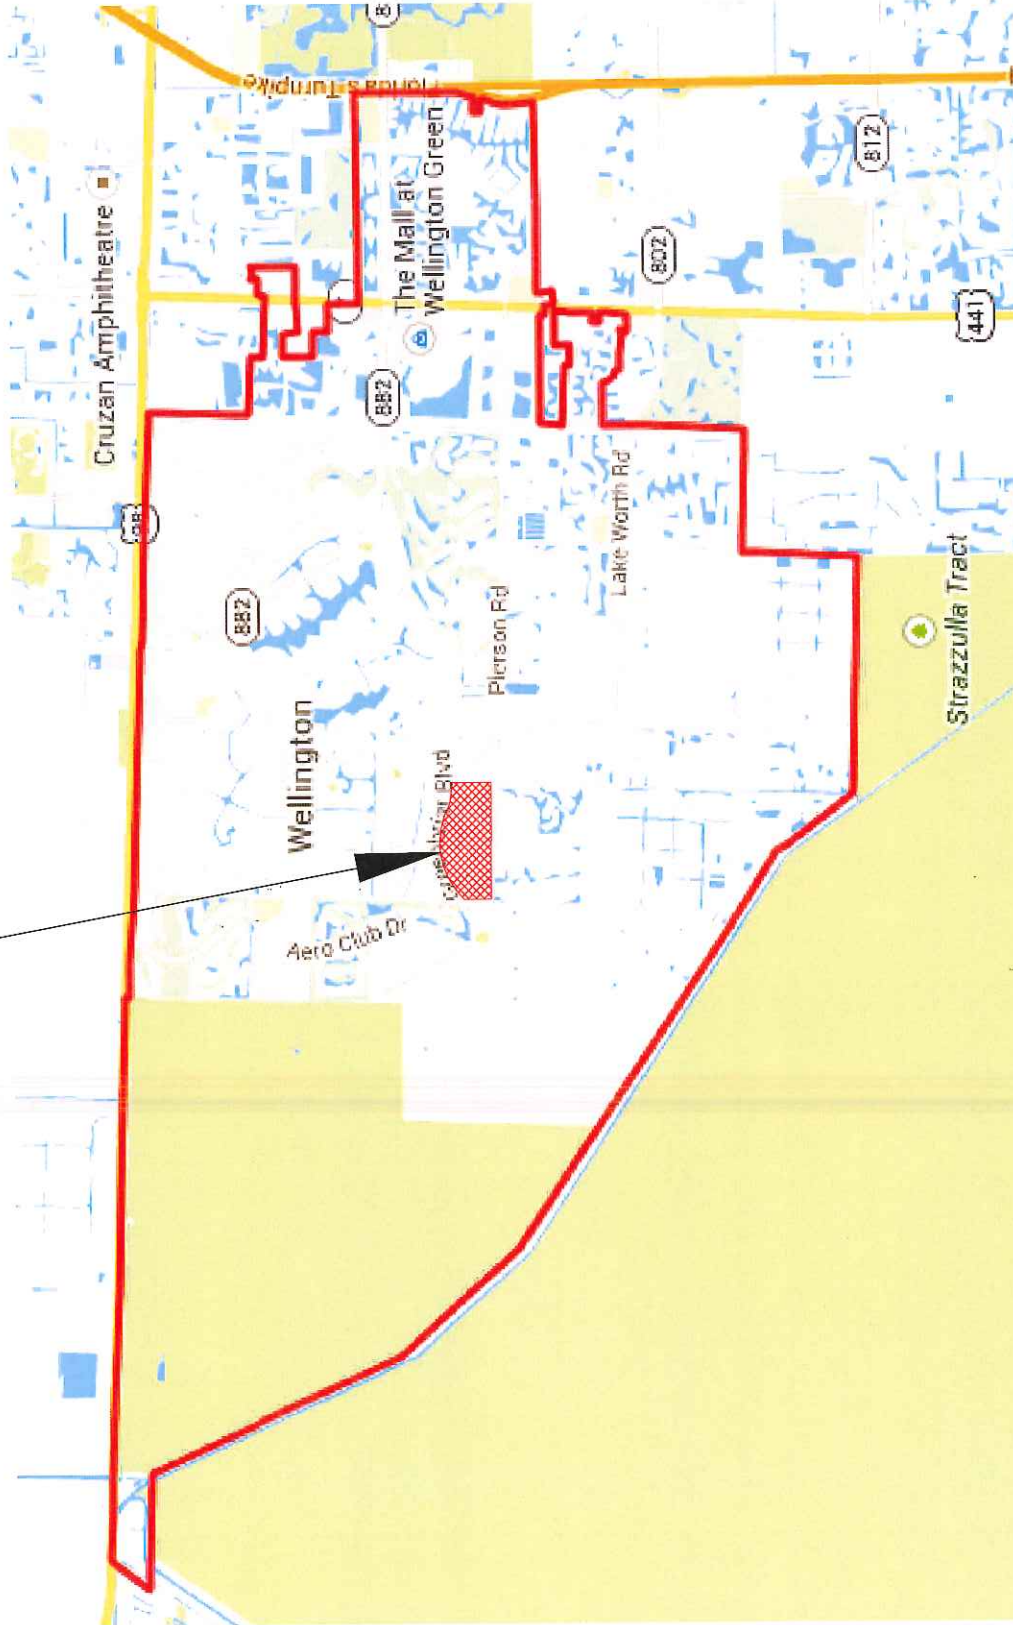 Cruzan Amphitheatre
882
Florida's Turnpike
Wellington
Aero Club Dr
882
The Mall at
Wellington Green
Blvd
Pierson Rd
Lake Worth Rd
802
812
Strazzulla Tract
441